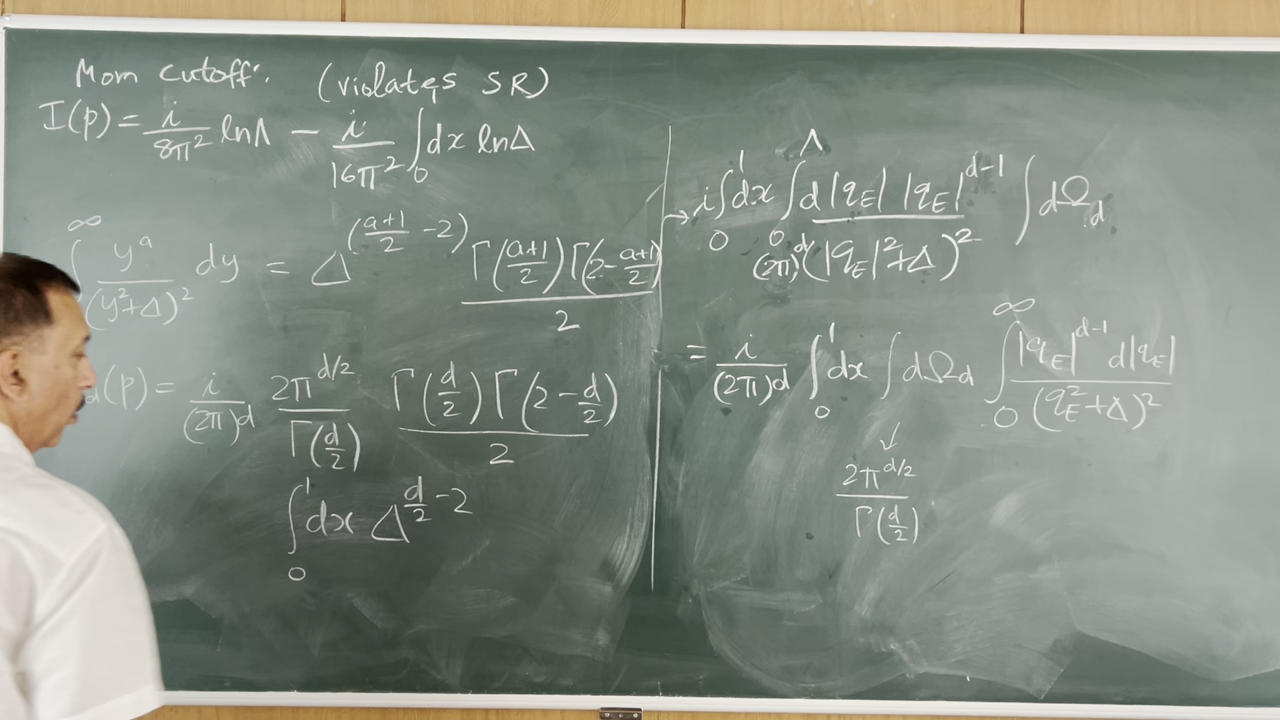 Mom cutoff: (violates SR)
I(p) = i/8π² lnΛ − i/16π² ∫₀¹ dx lnΔ
∫^∞ y^a/(y²+Δ)² dy = Δ^((a+1)/2 − 2) Γ((a+1)/2) Γ(2 − (a+1)/2) / 2
(p) = i/(2π)^d 2π^(d/2)/Γ(d/2) Γ(d/2) Γ(2 − d/2) / 2
∫₀¹ dx Δ^(d/2 − 2)
→ i ∫₀¹ dx ∫₀^Λ d|q_E| |q_E|^(d-1) / (2π)^d (|q_E|² + Δ)² ∫ dΩ_d
= i/(2π)^d ∫₀¹ dx ∫ dΩ_d ∫₀^∞ |q_E|^(d-1) d|q_E| / (q_E² + Δ)²
↓
2π^(d/2) / Γ(d/2)